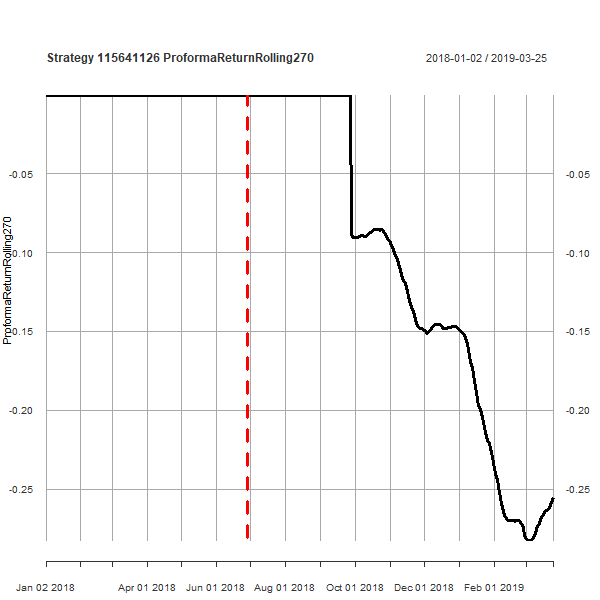 Strategy 115641126 ProformaReturnRolling270
2018-01-02 / 2019-03-25
-0.05
-0.05
-0.10
-0.10
-0.15
-0.15
-0.20
-0.20
-0.25
-0.25
ProformaReturnRolling270
Jan 02 2018
Apr 01 2018
Jun 01 2018
Aug 01 2018
Oct 01 2018
Dec 01 2018
Feb 01 2019